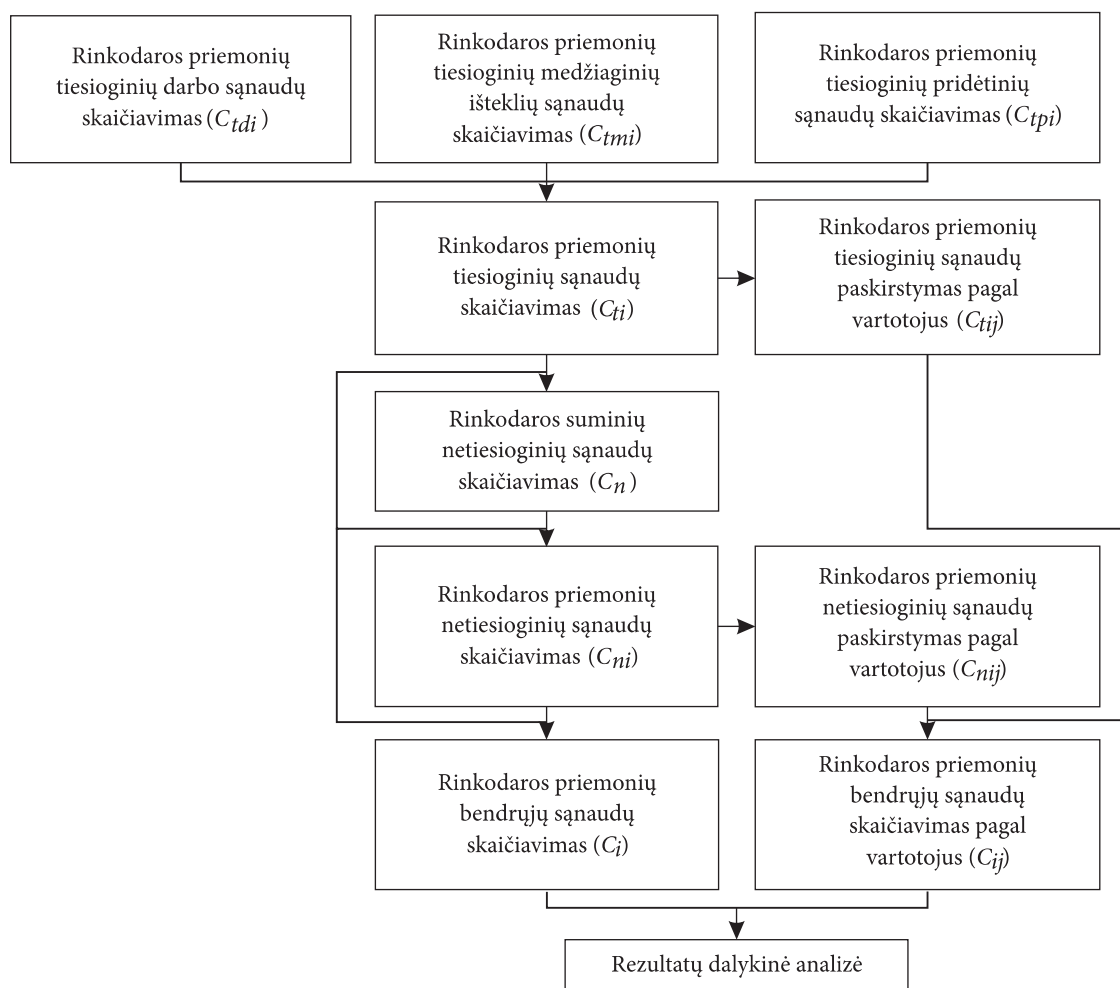 Rinkodaros priemonių
tiesioginių darbo sąnaudų
skaičiavimas (Ctdi)
Rinkodaros priemonių
tiesioginių medžiaginių
išteklių sąnaudų
skaičiavimas (Ctmi)
Rinkodaros priemonių
tiesioginių pridėtinių
sąnaudų skaičiavimas (Ctpi)
Rinkodaros priemonių
tiesioginių sąnaudų
skaičiavimas (Cti)
Rinkodaros priemonių
tiesioginių sąnaudų
paskirstymas pagal
vartotojus (Ctij)
Rinkodaros suminių
netiesioginių sąnaudų
skaičiavimas (Cn)
Rinkodaros priemonių
netiesioginių sąnaudų
skaičiavimas (Cni)
Rinkodaros priemonių
netiesioginių sąnaudų
paskirstymas pagal
vartotojus (Cnij)
Rinkodaros priemonių
bendrųjų sąnaudų
skaičiavimas (Ci)
Rinkodaros priemonių
bendrųjų sąnaudų
skaičiavimas pagal
vartotojus (Cij)
Rezultatų dalykinė analizė